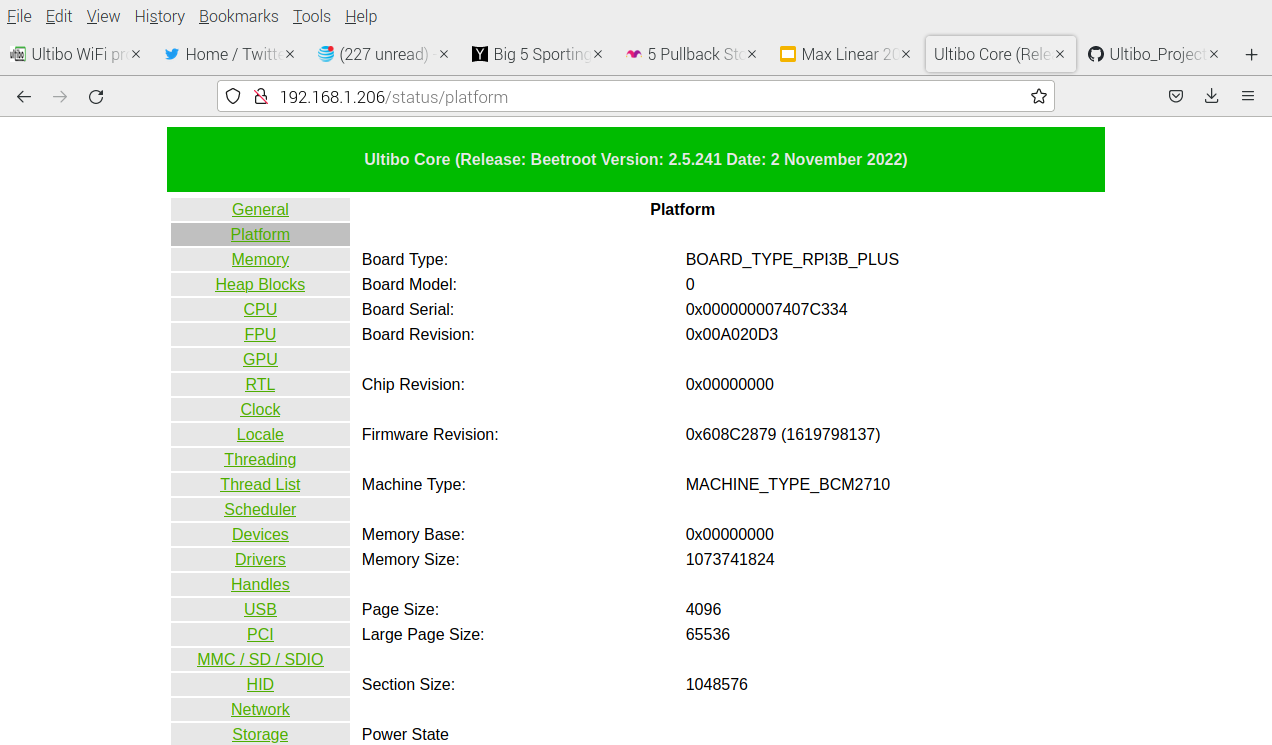 File Edit View History Bookmarks Tools Help
Ultibo WiFi pr Home / Twitte (227 unread) Big 5 Sporting 5 Pullback Sto Max Linear 20 Ultibo Core (Rele Ultibo_Project
192.168.1.206/status/platform
Ultibo Core (Release: Beetroot Version: 2.5.241 Date: 2 November 2022)
General Platform
Platform
Memory Board Type: BOARD_TYPE_RPI3B_PLUS
Heap Blocks Board Model: 0
CPU Board Serial: 0x000000007407C334
FPU Board Revision: 0x00A020D3
GPU
RTL Chip Revision: 0x00000000
Clock
Locale Firmware Revision: 0x608C2879 (1619798137)
Threading
Thread List Machine Type: MACHINE_TYPE_BCM2710
Scheduler
Devices Memory Base: 0x00000000
Drivers Memory Size: 1073741824
Handles
USB Page Size: 4096
PCI Large Page Size: 65536
MMC / SD / SDIO
HID Section Size: 1048576
Network
Storage Power State